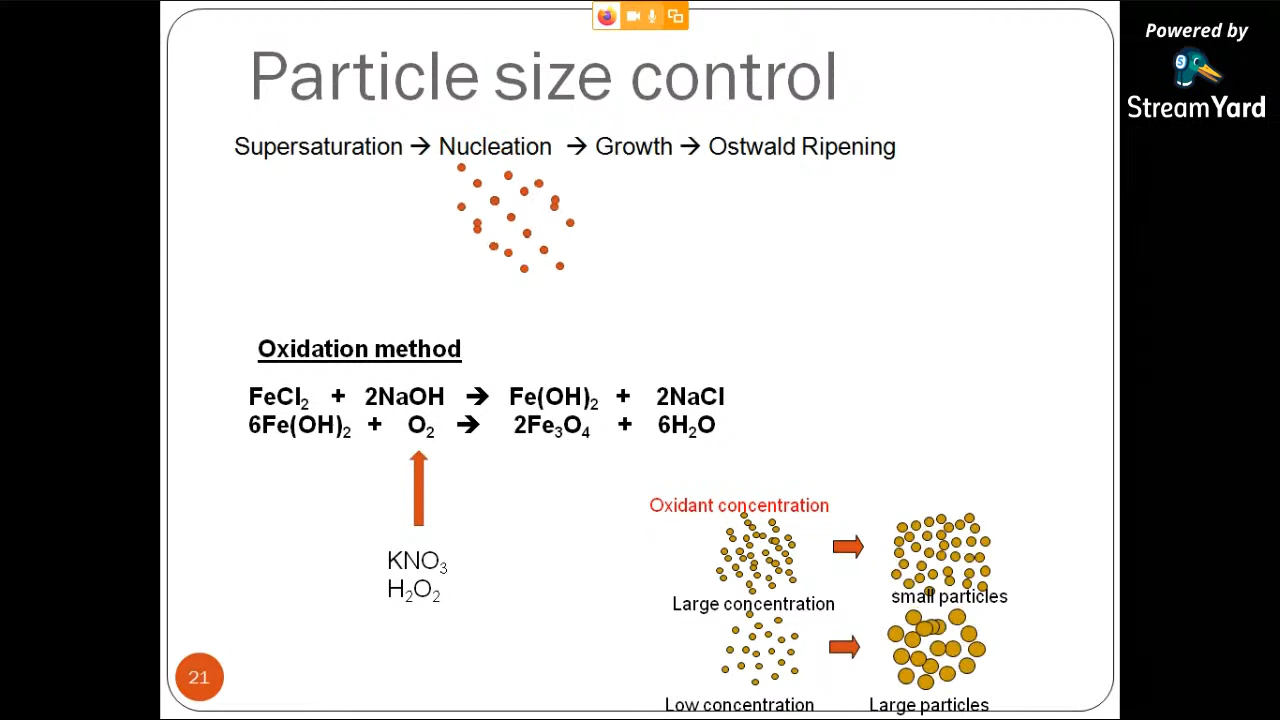 Particle size control
Supersaturation → Nucleation → Growth → Ostwald Ripening
Oxidation method
FeCl₂ + 2NaOH → Fe(OH)₂ + 2NaCl
6Fe(OH)₂ + O₂ → 2Fe₃O₄ + 6H₂O
KNO₃
H₂O₂
Oxidant concentration
Large concentration
small particles
Low concentration
Large particles
21
Powered by
S
StreamYard